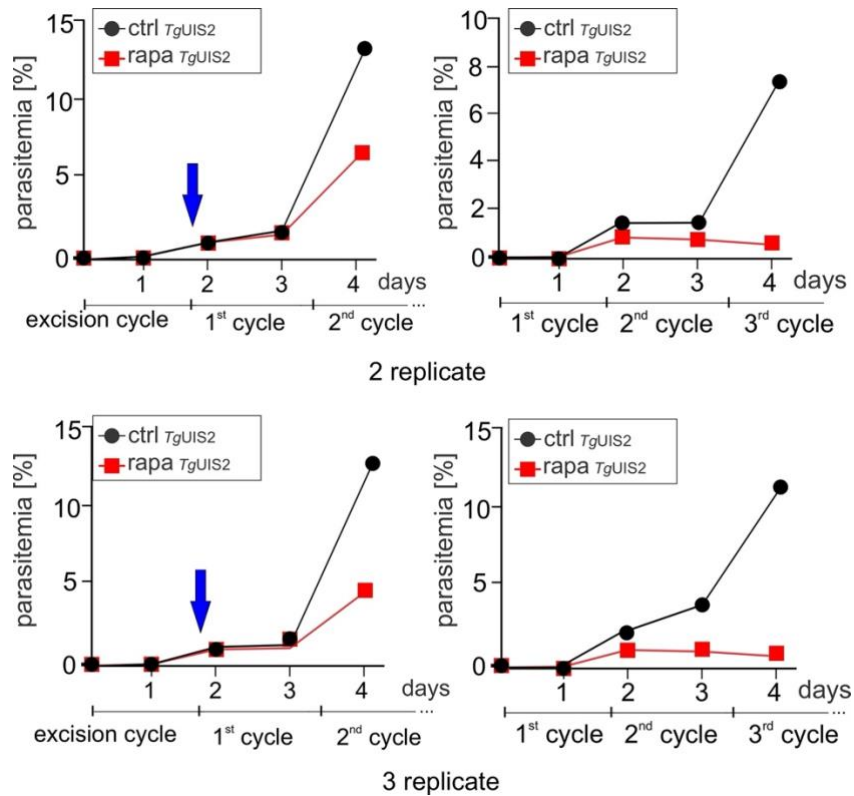 15
10
5
0
parasitemia [%]
ctrl TgUIS2
rapa TgUIS2
1 2 3 4 days
...
excision cycle 1st cycle 2nd cycle
10
8
6
4
2
0
parasitemia [%]
ctrl TgUIS2
rapa TgUIS2
1 2 3 4 days
1st cycle 2nd cycle 3rd cycle
2 replicate
15
10
5
0
parasitemia [%]
ctrl TgUIS2
rapa TgUIS2
1 2 3 4 days
...
excision cycle 1st cycle 2nd cycle
15
10
5
0
parasitemia [%]
ctrl TgUIS2
rapa TgUIS2
1 2 3 4 days
...
1st cycle 2nd cycle 3rd cycle
3 replicate